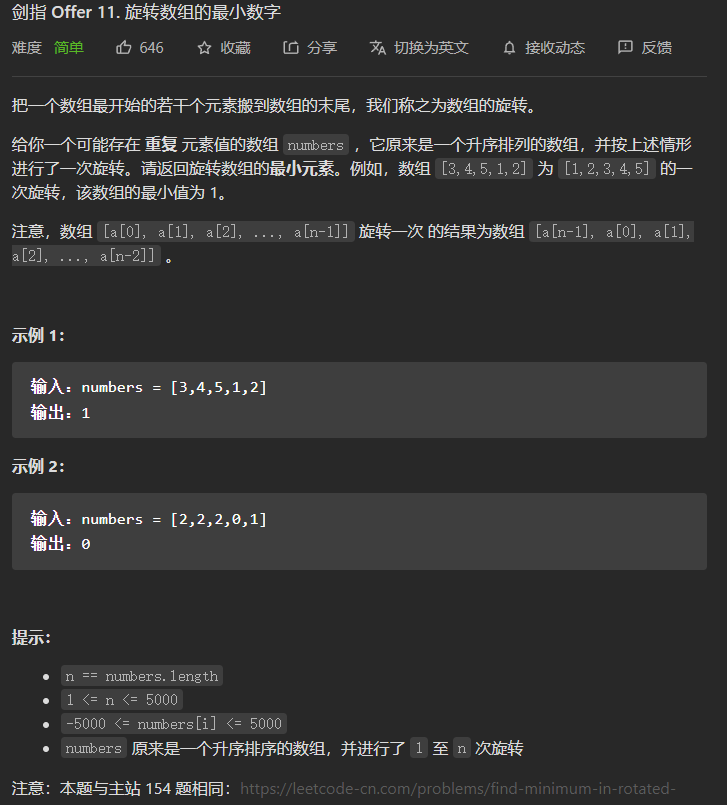 剑指 Offer 11. 旋转数组的最小数字
难度 简单 646 收藏 分享 切换为英文 接收动态 反馈
把一个数组最开始的若干个元素搬到数组的末尾，我们称之为数组的旋转。
给你一个可能存在 重复 元素值的数组 numbers ，它原来是一个升序排列的数组，并按上述情形
进行了一次旋转。请返回旋转数组的最小元素。例如，数组 [3,4,5,1,2] 为 [1,2,3,4,5] 的一
次旋转，该数组的最小值为 1。
注意，数组 [a[0], a[1], a[2], ..., a[n-1]] 旋转一次 的结果为数组 [a[n-1], a[0], a[1],
a[2], ..., a[n-2]] 。
示例 1：
输入：numbers = [3,4,5,1,2]
输出：1
示例 2：
输入：numbers = [2,2,2,0,1]
输出：0
提示：
• n == numbers.length
• 1 <= n <= 5000
• -5000 <= numbers[i] <= 5000
• numbers 原来是一个升序排序的数组，并进行了 1 至 n 次旋转
注意：本题与主站 154 题相同：https://leetcode-cn.com/problems/find-minimum-in-rotated-